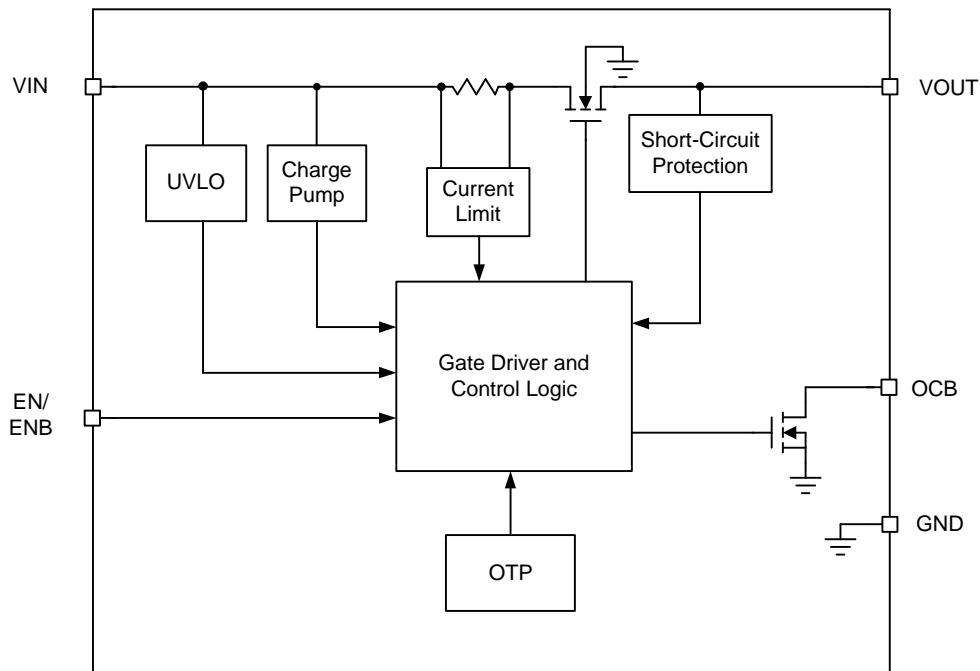 VIN
VOUT
UVLO
Charge
Pump
Current
Limit
Short-Circuit
Protection
Gate Driver and
Control Logic
EN/
ENB
OCB
GND
OTP